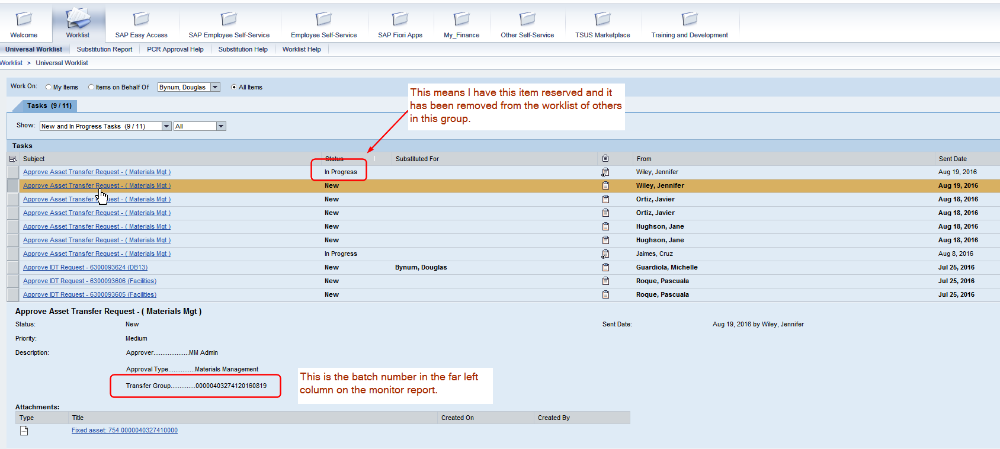 Welcome
Worklist
SAP Easy Access
SAP Employee Self-Service
Employee Self-Service
SAP Fiori Apps
My_Finance
Other Self-Service
TSUS Marketplace
Training and Development
Universal Worklist
Substitution Report
PCR Approval Help
Substitution Help
Worklist Help
Worklist > Universal Worklist
Work On: My Items Items on Behalf Of Bynum, Douglas All Items
This means I have this item reserved and it
has been removed from the worklist of others
in this group.
Tasks (9 / 11)
Show: New and In Progress Tasks (9 / 11) All
Tasks
Subject Status Substituted For From Sent Date
Approve Asset Transfer Request - ( Materials Mgt ) In Progress Wiley, Jennifer Aug 19, 2016
Approve Asset Transfer Request - ( Materials Mgt ) New Wiley, Jennifer Aug 19, 2016
Approve Asset Transfer Request - ( Materials Mgt ) New Ortiz, Javier Aug 18, 2016
Approve Asset Transfer Request - ( Materials Mgt ) New Ortiz, Javier Aug 18, 2016
Approve Asset Transfer Request - ( Materials Mgt ) New Hughson, Jane Aug 18, 2016
Approve Asset Transfer Request - ( Materials Mgt ) New Hughson, Jane Aug 18, 2016
Approve Asset Transfer Request - ( Materials Mgt ) In Progress Jaimes, Cruz Aug 8, 2016
Approve IDT Request - 6300093624 (DB13) New Bynum, Douglas Guardiola, Michelle Jul 25, 2016
Approve IDT Request - 6300093606 (Facilities) New Roque, Pascuala Jul 25, 2016
Approve IDT Request - 6300093605 (Facilities) New Roque, Pascuala Jul 25, 2016
Approve Asset Transfer Request - ( Materials Mgt )
Status: New Sent Date: Aug 19, 2016 by Wiley, Jennifer
Priority: Medium
Description: Approver....................MM Admin
Approval Type...............Materials Management
Transfer Group..............00000403274120160819
This is the batch number in the far left
column on the monitor report.
Attachments:
Type Title Created On Created By
Fixed asset: 754 0000040327410000